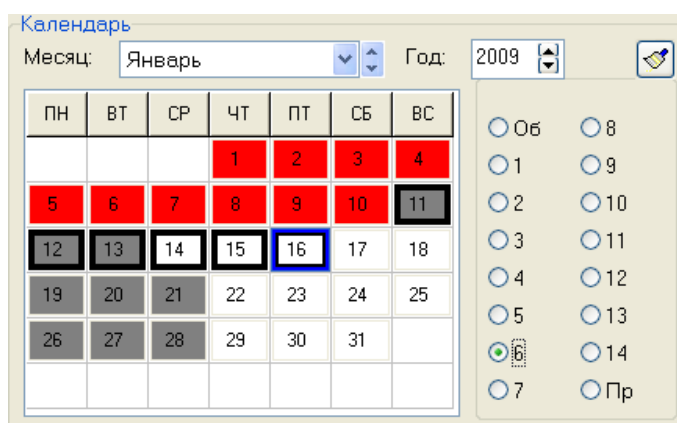 Календарь
Месяц: Январь Год: 2009
ПН ВТ СР ЧТ ПТ СБ ВС
1 2 3 4
5 6 7 8 9 10 11
12 13 14 15 16 17 18
19 20 21 22 23 24 25
26 27 28 29 30 31
Об 8
1 9
2 10
3 11
4 12
5 13
6 14
7 Пр